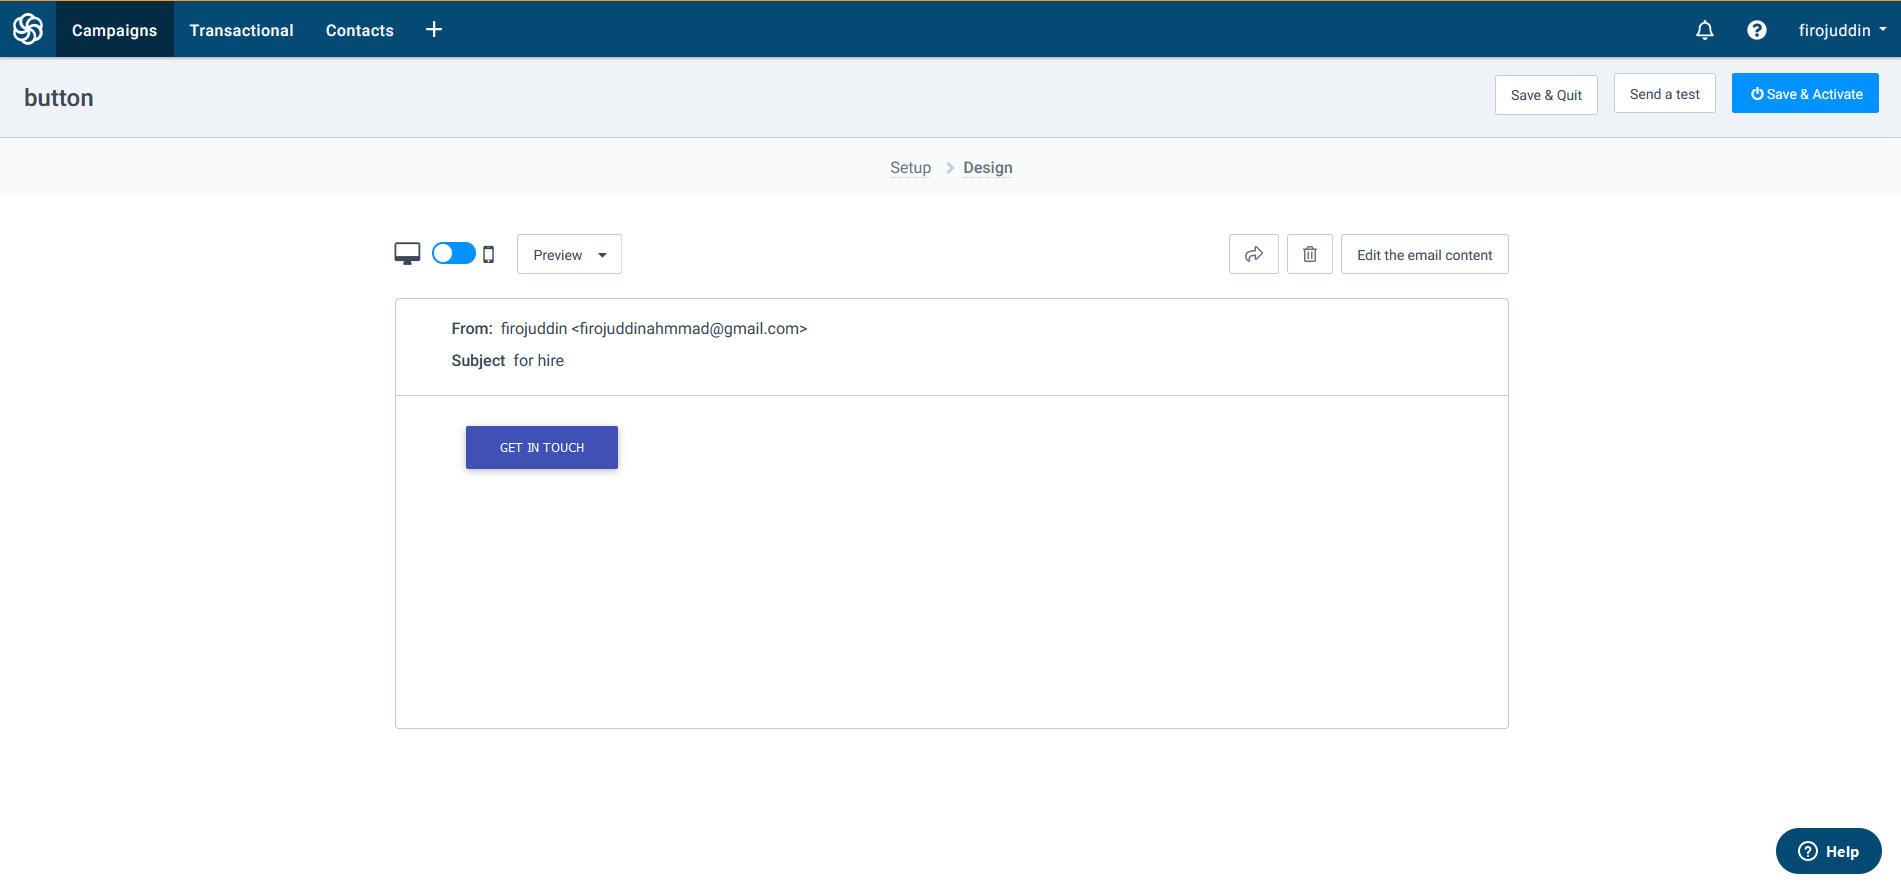 Campaigns Transactional Contacts firojuddin
button Save & Quit Send a test Save & Activate
Setup Design
Preview Edit the email content
From: firojuddin <firojuddinahmmad@gmail.com>
Subject for hire
GET IN TOUCH
Help